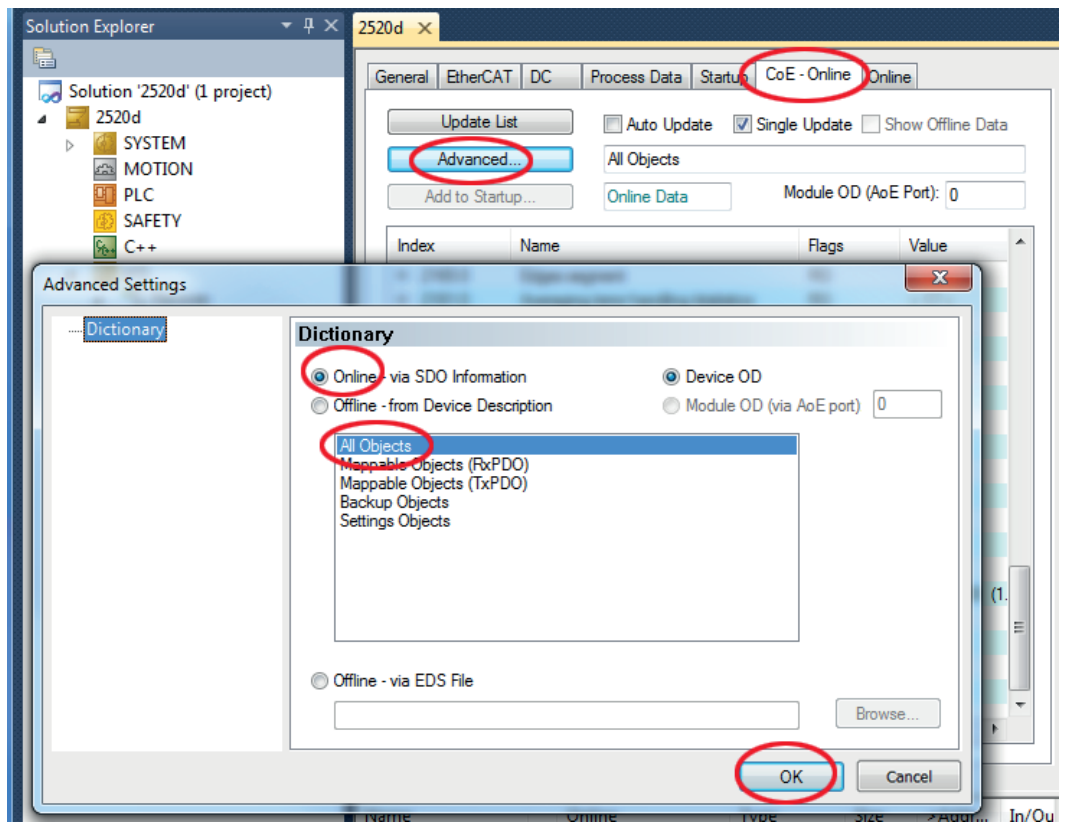 Solution Explorer
2520d
Solution '2520d' (1 project)
2520d
SYSTEM
MOTION
PLC
SAFETY
C++
General EtherCAT DC Process Data Startup CoE - Online Online
Update List Auto Update Single Update Show Offline Data
Advanced... All Objects
Add to Startup... Online Data Module OD (AoE Port): 0
Index Name Flags Value
Advanced Settings
Dictionary
Dictionary
Online - via SDO Information Device OD
Offline - from Device Description Module OD (via AoE port) 0
All Objects
Mappable Objects (RxPDO)
Mappable Objects (TxPDO)
Backup Objects
Settings Objects
(1.
Offline - via EDS File
Browse...
OK Cancel
Name Online Type Size >Addr... In/Ou